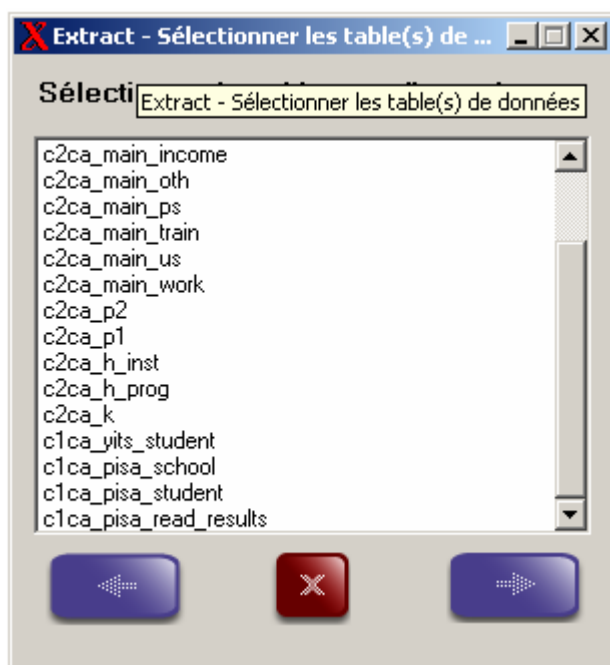 Extract - Sélectionner les table(s) de ...
Sélecti
Extract - Sélectionner les table(s) de données
c2ca_main_income
c2ca_main_oth
c2ca_main_ps
c2ca_main_train
c2ca_main_us
c2ca_main_work
c2ca_p2
c2ca_p1
c2ca_h_inst
c2ca_h_prog
c2ca_k
c1ca_yits_student
c1ca_pisa_school
c1ca_pisa_student
c1ca_pisa_read_results